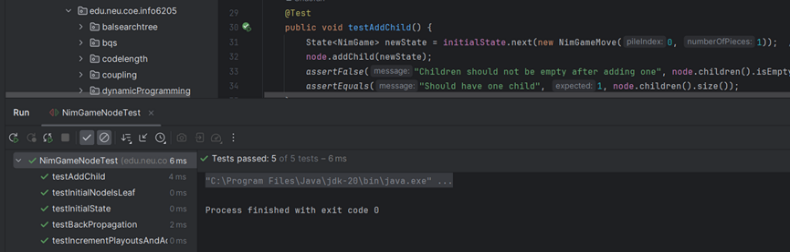 edu.neu.coe.info6205
balsearchtree
bqs
codelength
coupling
dynamicProgramming
29
30
31
32
33
34
@Test
public void testAddChild() {
State<NimGame> newState = initialState.next(new NimGameMove( pileIndex: 0, numberOfPieces: 1));
node.addChild(newState);
assertFalse( message: "Children should not be empty after adding one", node.children().isEmpt
assertEquals( message: "Should have one child", expected: 1, node.children().size());
Run NimGameNodeTest
NimGameNodeTest (edu.neu.co 6 ms
testAddChild 4 ms
testInitialNodeIsLeaf 0 ms
testInitialState 0 ms
testBackPropagation 2 ms
testIncrementPlayoutsAndAc 0 ms
Tests passed: 5 of 5 tests – 6 ms
"C:\Program Files\Java\jdk-20\bin\java.exe" ...
Process finished with exit code 0